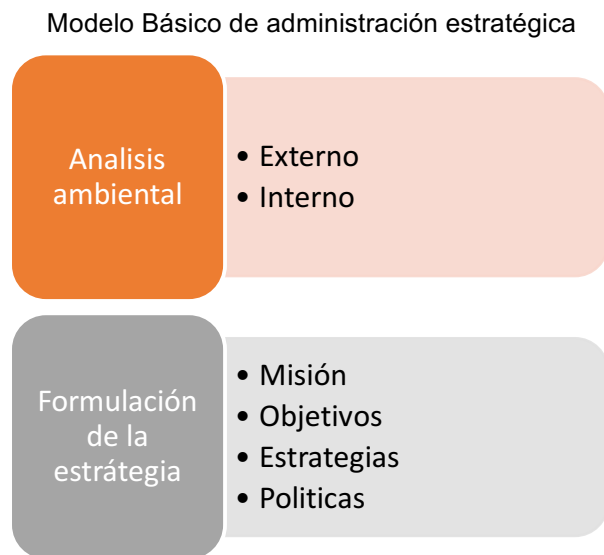 Modelo Básico de administración estratégica
Analisis
ambiental
• Externo
• Interno
Formulación
de la
estrátegia
• Misión
• Objetivos
• Estrategias
• Politicas